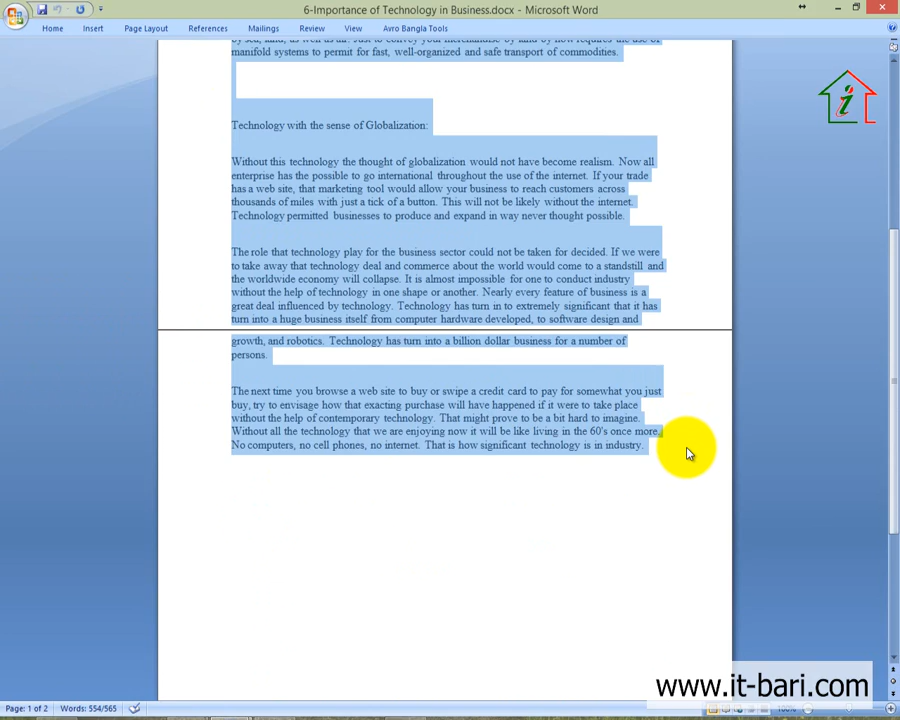 6-Importance of Technology in Business.docx - Microsoft Word
Home Insert Page Layout References Mailings Review View Avro Bangla Tools
manifold systems to permit for fast, well-organized and safe transport of commodities.
Technology with the sense of Globalization:
Without this technology the thought of globalization would not have become realism. Now all
enterprise has the possible to go international throughout the use of the internet. If your trade
has a web site, that marketing tool would allow your business to reach customers across
thousands of miles with just a tick of a button. This will not be likely without the internet.
Technology permitted businesses to produce and expand in way never thought possible.
The role that technology play for the business sector could not be taken for decided. If we were
to take away that technology deal and commerce about the world would come to a standstill and
the worldwide economy will collapse. It is almost impossible for one to conduct industry
without the help of technology in one shape or another. Nearly every feature of business is a
great deal influenced by technology. Technology has turn in to extremely significant that it has
turn into a huge business itself from computer hardware developed, to software design and
growth, and robotics. Technology has turn into a billion dollar business for a number of
persons.
The next time you browse a web site to buy or swipe a credit card to pay for somewhat you just
buy, try to envisage how that exacting purchase will have happened if it were to take place
without the help of contemporary technology. That might prove to be a bit hard to imagine.
Without all the technology that we are enjoying now it will be like living in the 60's once more.
No computers, no cell phones, no internet. That is how significant technology is in industry.
www.it-bari.com
Page: 1 of 2 Words: 554/565 100%